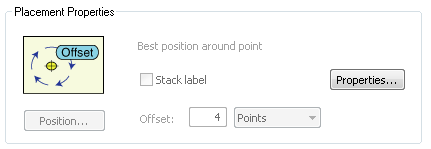 Placement Properties
Offset
Best position around point
Stack label
Properties...
Position...
Offset: 4 Points